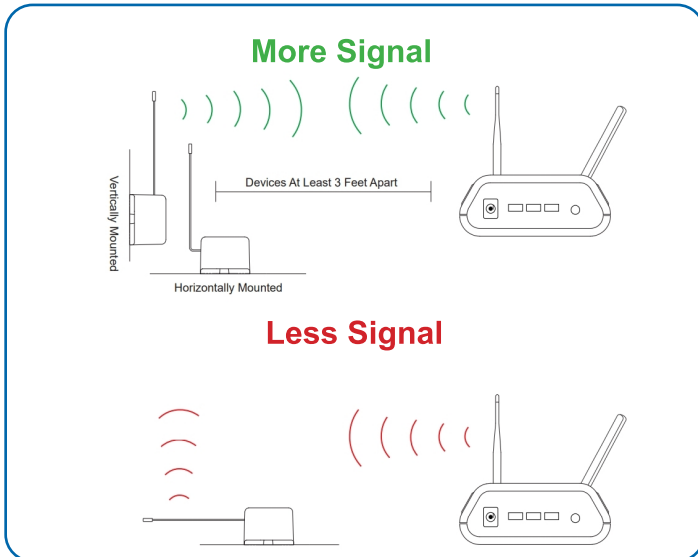 More Signal
Devices At Least 3 Feet Apart
Vertically Mounted
Horizontally Mounted
Less Signal